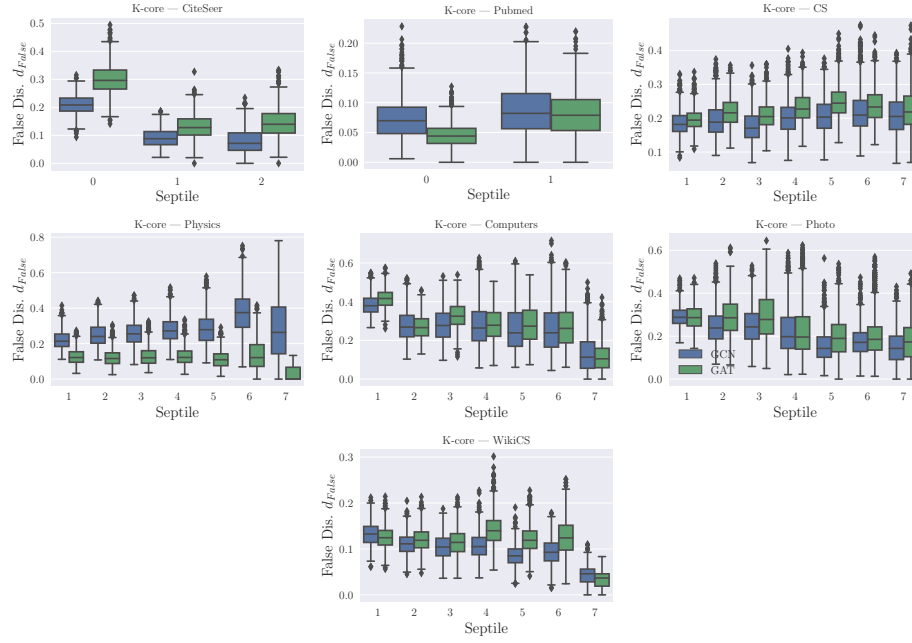 K-core — CiteSeer
0.5
0.4
0.3
0.2
0.1
0.0
False Dis. d_False
0 1 2
Septile
K-core — Pubmed
0.20
0.15
0.10
0.05
0.00
False Dis. d_False
0 1
Septile
K-core — CS
0.4
0.3
0.2
0.1
False Dis. d_False
1 2 3 4 5 6 7
Septile
K-core — Physics
0.8
0.6
0.4
0.2
0.0
False Dis. d_False
1 2 3 4 5 6 7
Septile
K-core — Computers
0.6
0.4
0.2
0.0
False Dis. d_False
1 2 3 4 5 6 7
Septile
K-core — Photo
0.6
0.4
0.2
0.0
False Dis. d_False
GCN
GAT
1 2 3 4 5 6 7
Septile
K-core — WikiCS
0.3
0.2
0.1
0.0
False Dis. d_False
1 2 3 4 5 6 7
Septile